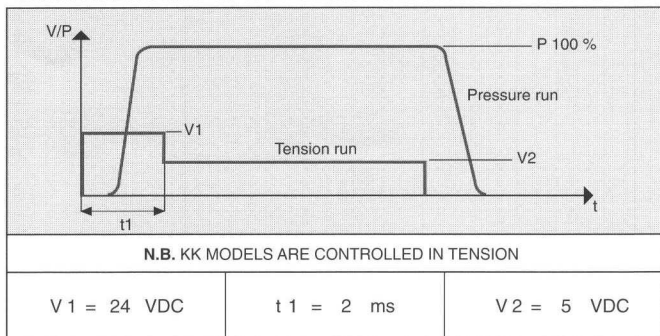 V/P
P 100 %
Pressure run
V1
Tension run
V2
t
t1
N.B. KK MODELS ARE CONTROLLED IN TENSION
V 1 = 24 VDC
t 1 = 2 ms
V 2 = 5 VDC